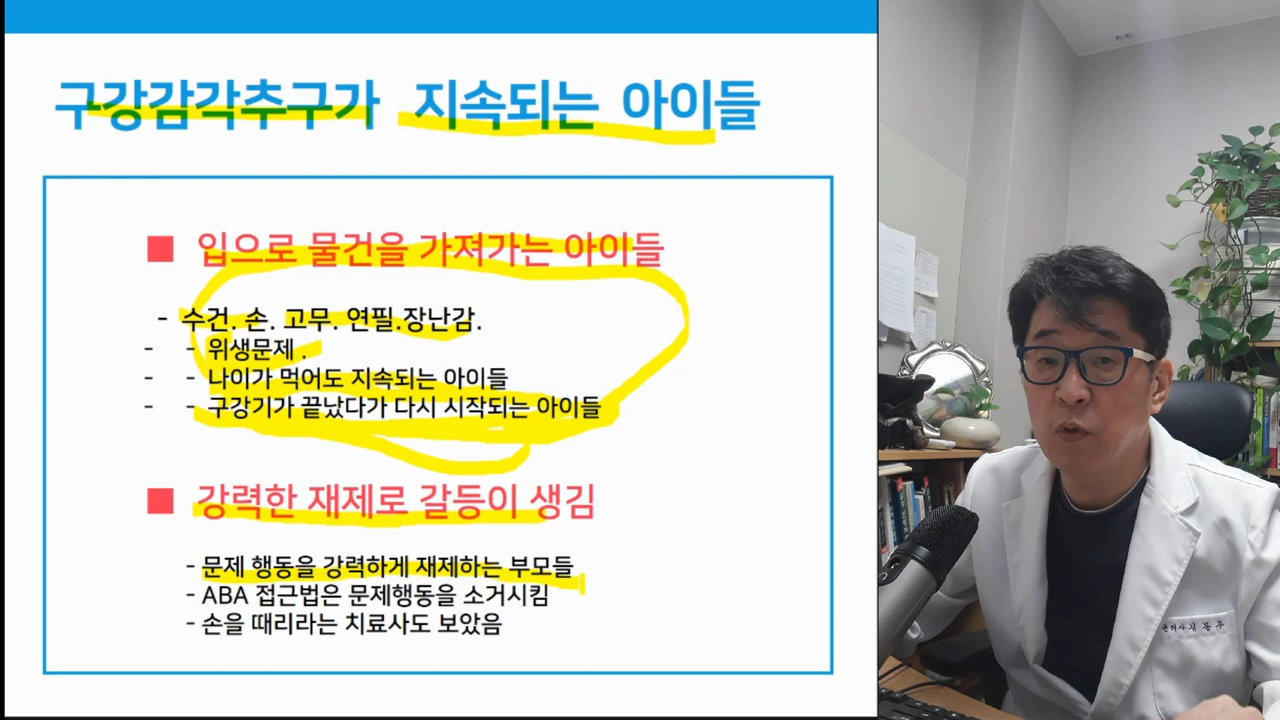 구강감각추구가 지속되는 아이들
■ 입으로 물건을 가져가는 아이들
- 수건. 손. 고무. 연필.장난감.
- - 위생문제 .
- - 나이가 먹어도 지속되는 아이들
- - 구강기가 끝났다가 다시 시작되는 아이들
■ 강력한 재제로 갈등이 생김
- 문제 행동을 강력하게 재제하는 부모들
- ABA 접근법은 문제행동을 소거시킴
- 손을 때리라는 치료사도 보았음